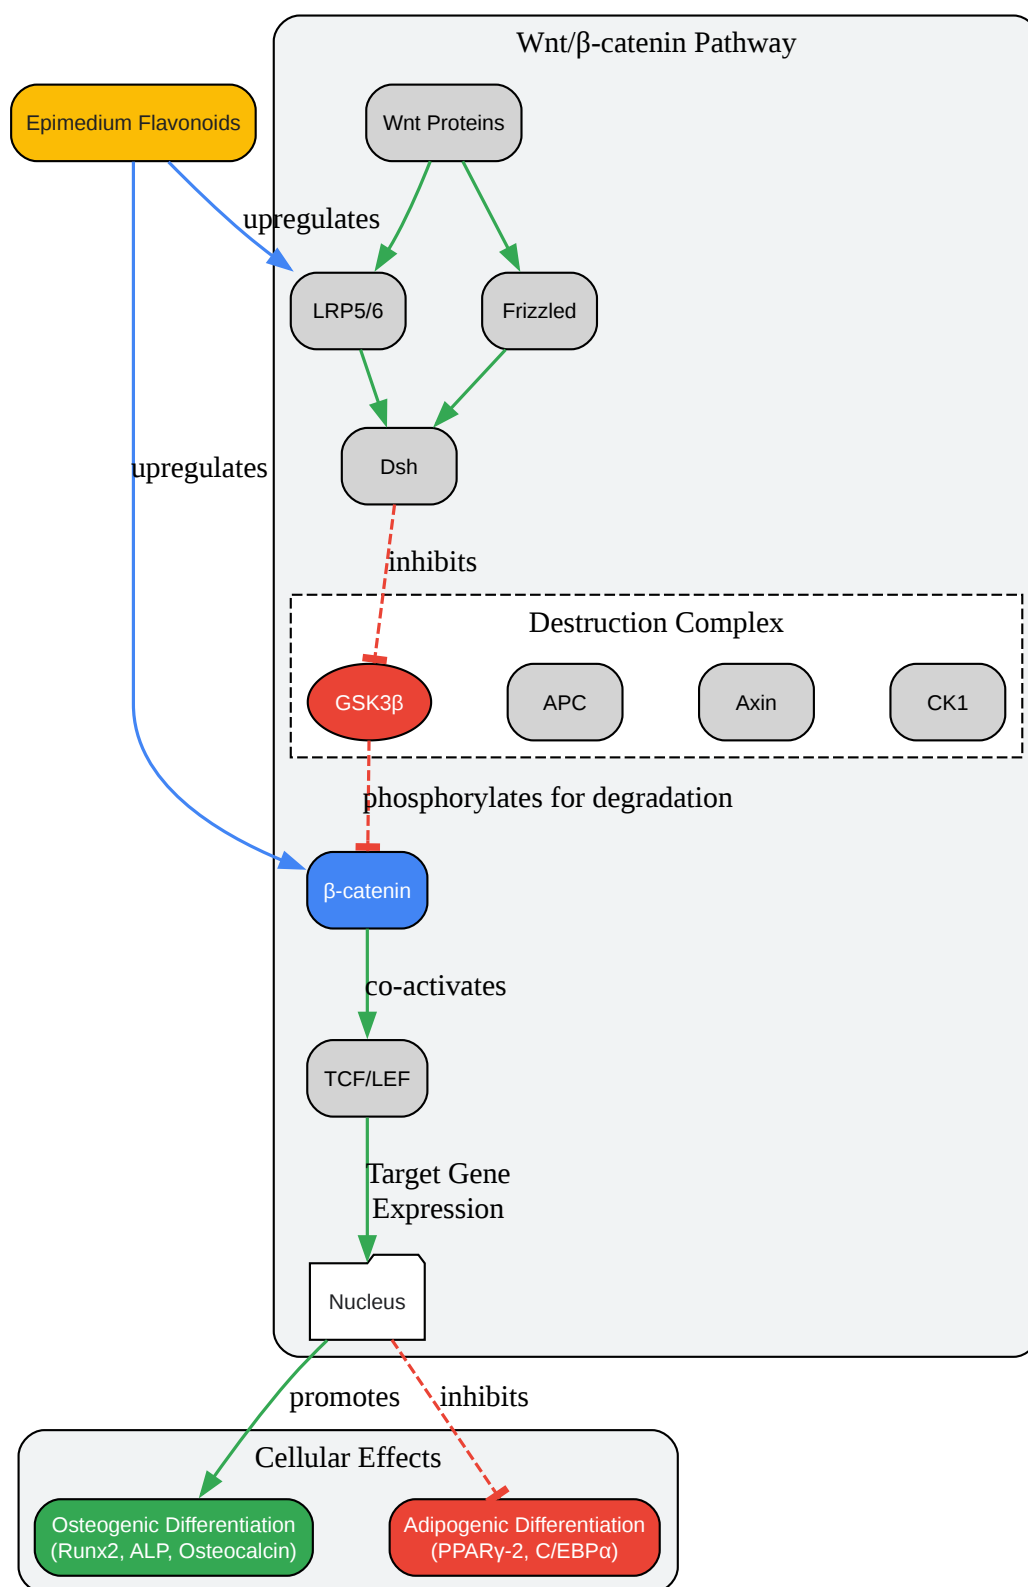 Wnt/β-catenin Pathway
Epimedium Flavonoids
Wnt Proteins
upregulates
LRP5/6
Frizzled
upregulates
Dsh
inhibits
Destruction Complex
GSK3β
APC
Axin
CK1
phosphorylates for degradation
β-catenin
co-activates
TCF/LEF
Target Gene
Expression
Nucleus
promotes
inhibits
Cellular Effects
Osteogenic Differentiation
(Runx2, ALP, Osteocalcin)
Adipogenic Differentiation
(PPARγ-2, C/EBPα)